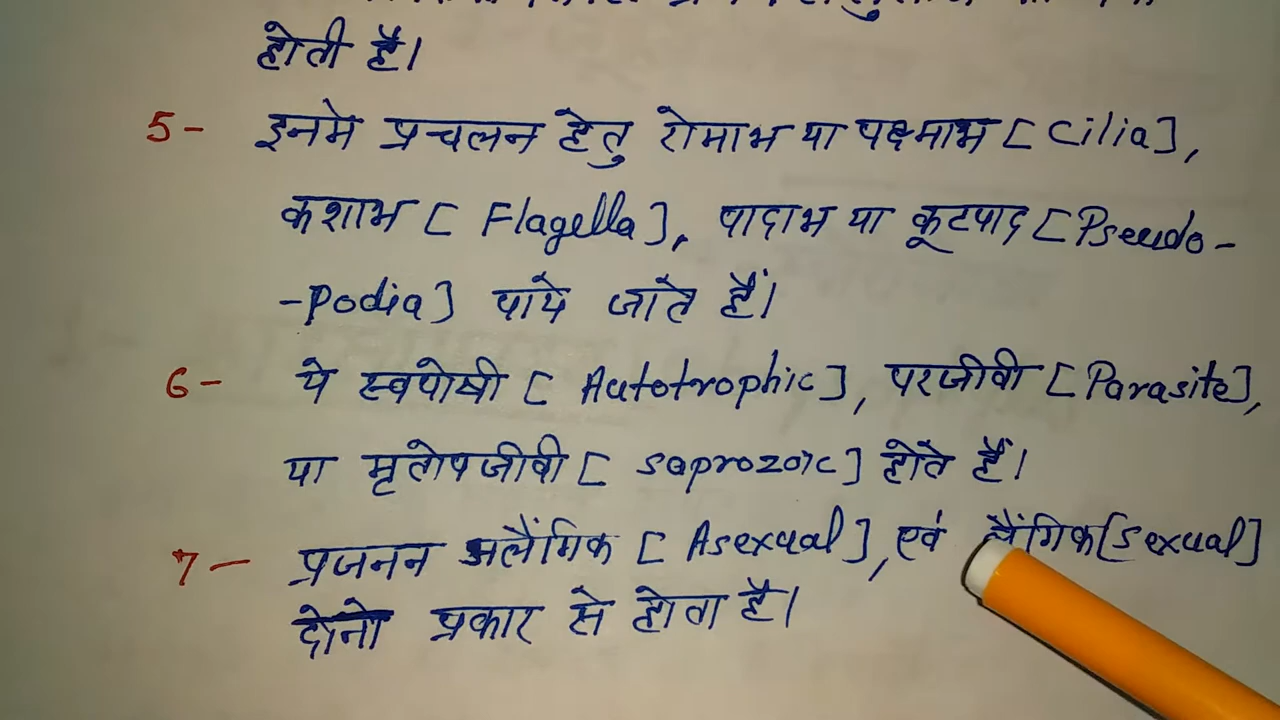 होती है।
5- इनमे प्रचलन हेतु रोमाभ या पक्ष्माभ [Cilia],
कशाभ [Flagella], पादाभ या कूटपाद [Pseudo-
-Podia] पाये जाते हैं।
6- ये स्वपोषी [Autotrophic], परजीवी [Parasite],
या मृतोपजीवी [saprozoic] होते हैं।
7- प्रजनन अलैंगिक [Asexual], एवं लैंगिक [sexual]
दोनो प्रकार से होता है।